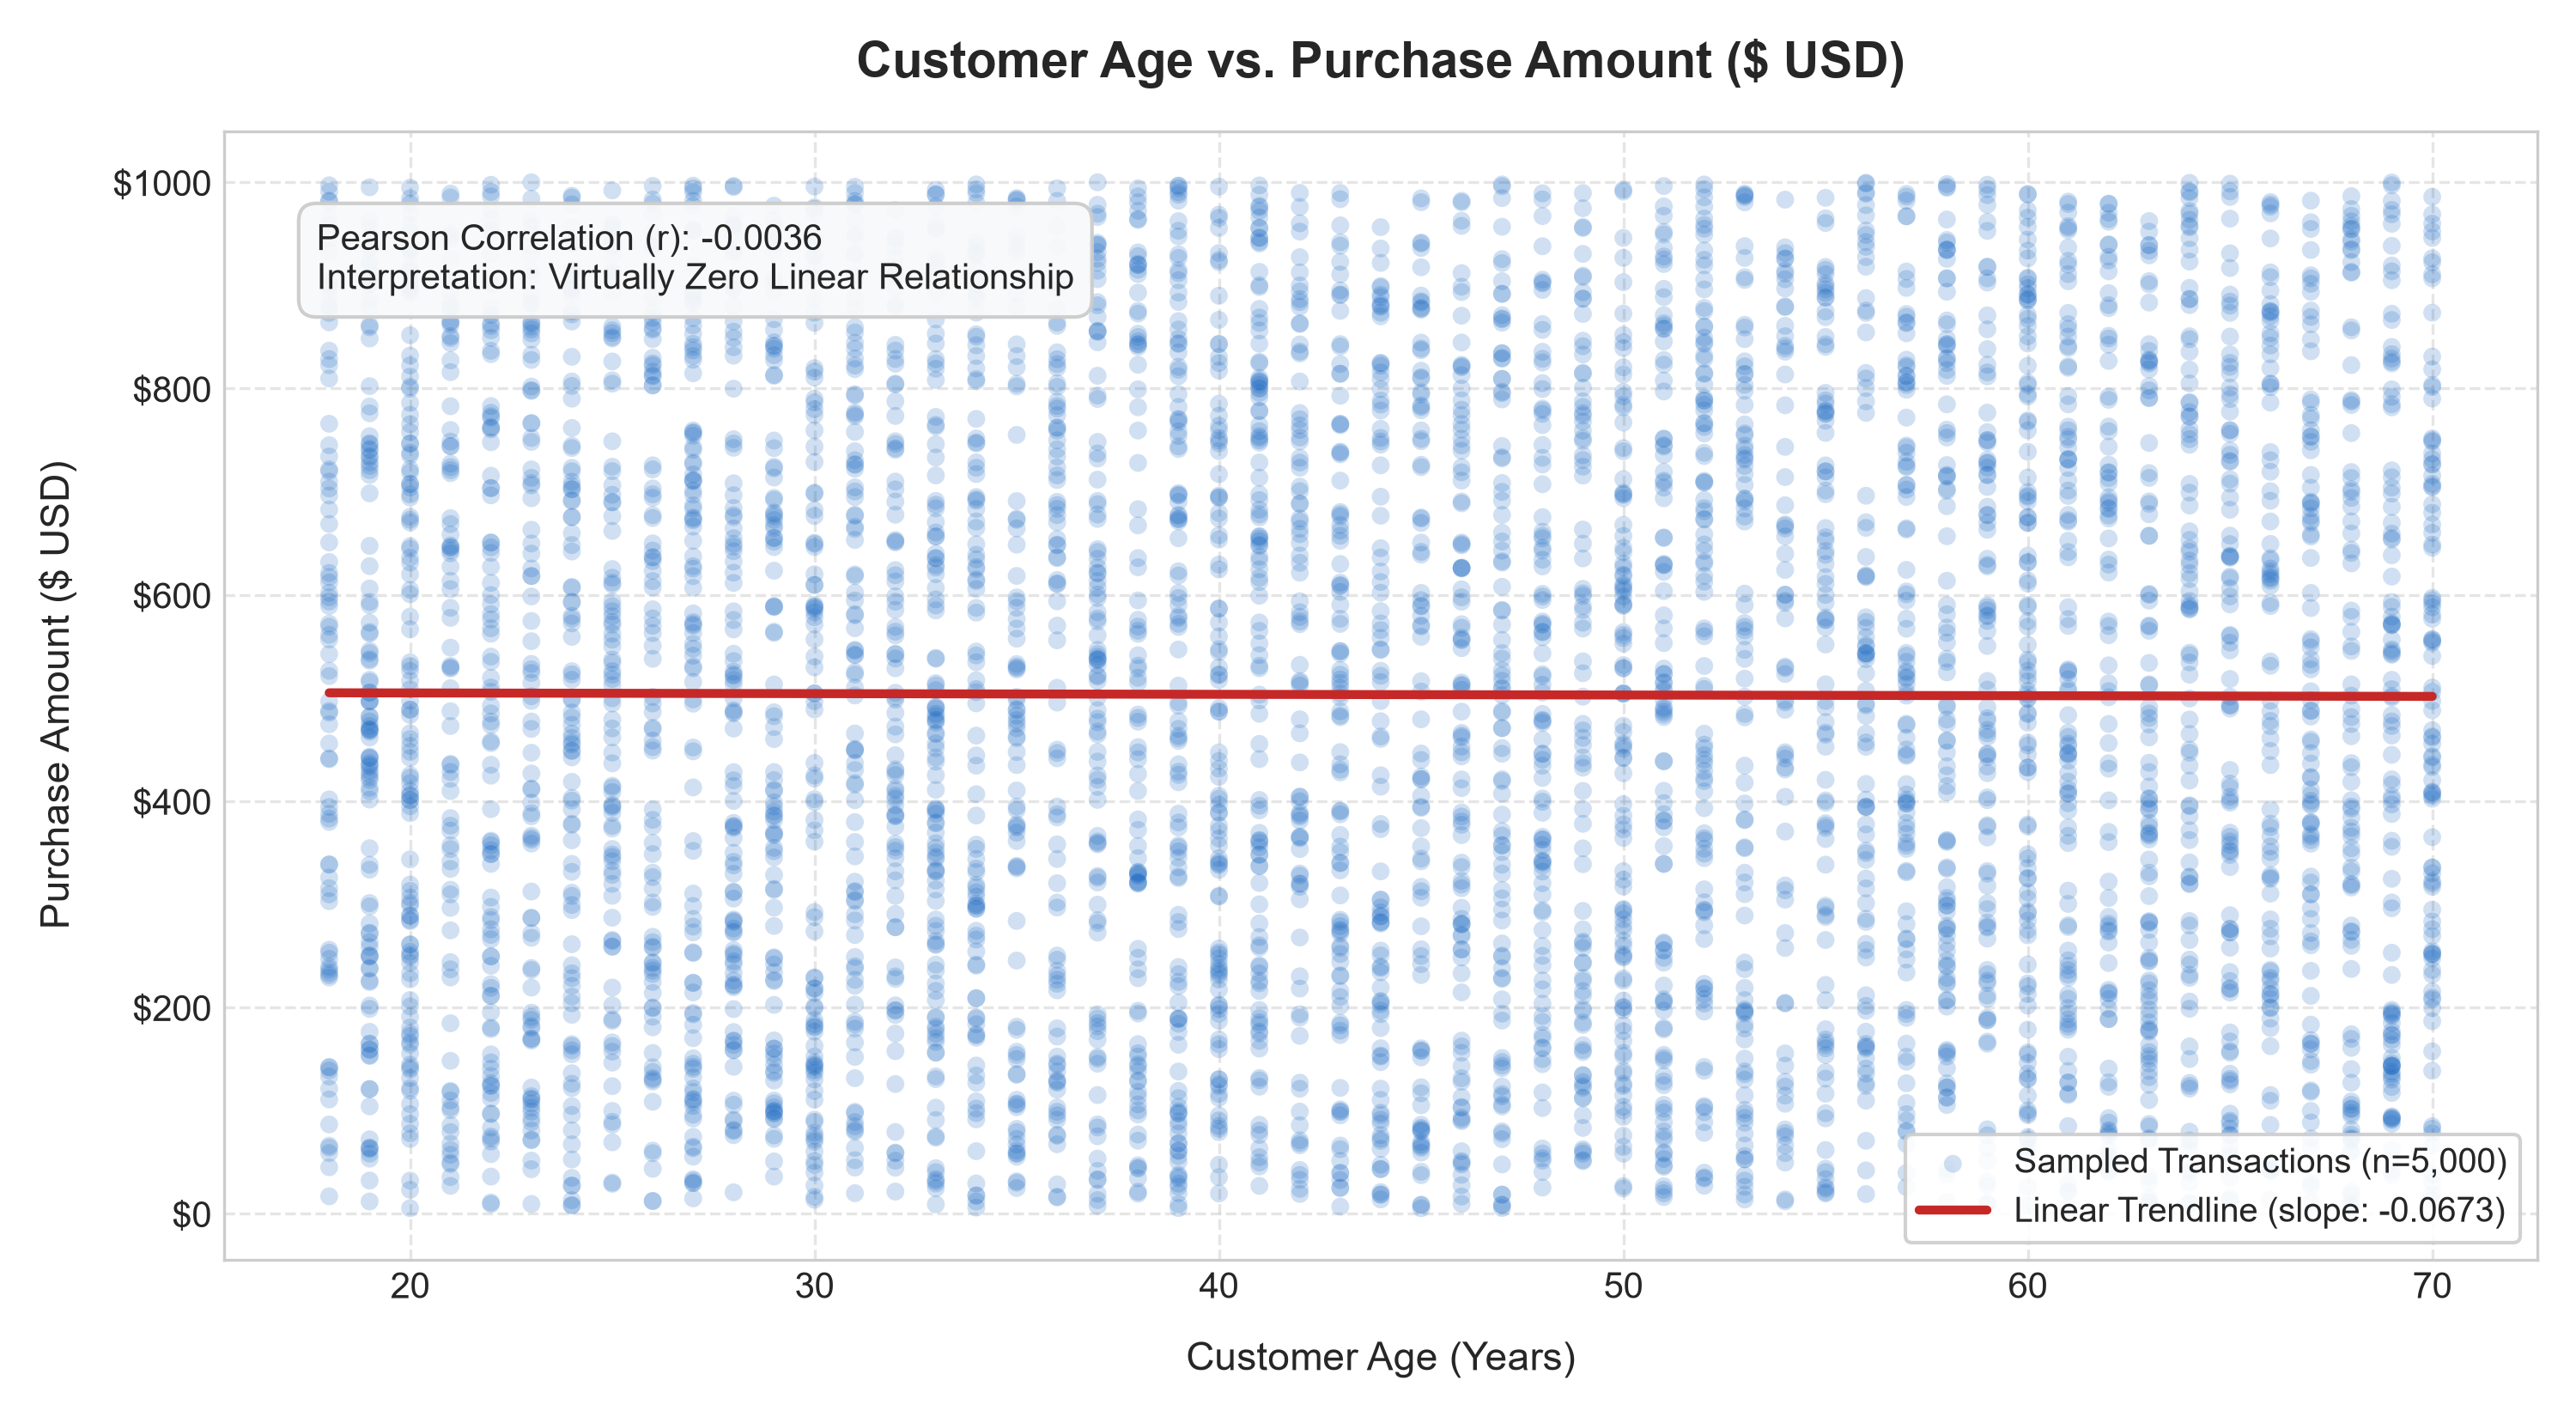 Customer Age vs. Purchase Amount ($ USD)
Purchase Amount ($ USD)
$1000
$800
$600
$400
$200
$0
Pearson Correlation (r): -0.0036
Interpretation: Virtually Zero Linear Relationship
Sampled Transactions (n=5,000)
Linear Trendline (slope: -0.0673)
20 30 40 50 60 70
Customer Age (Years)